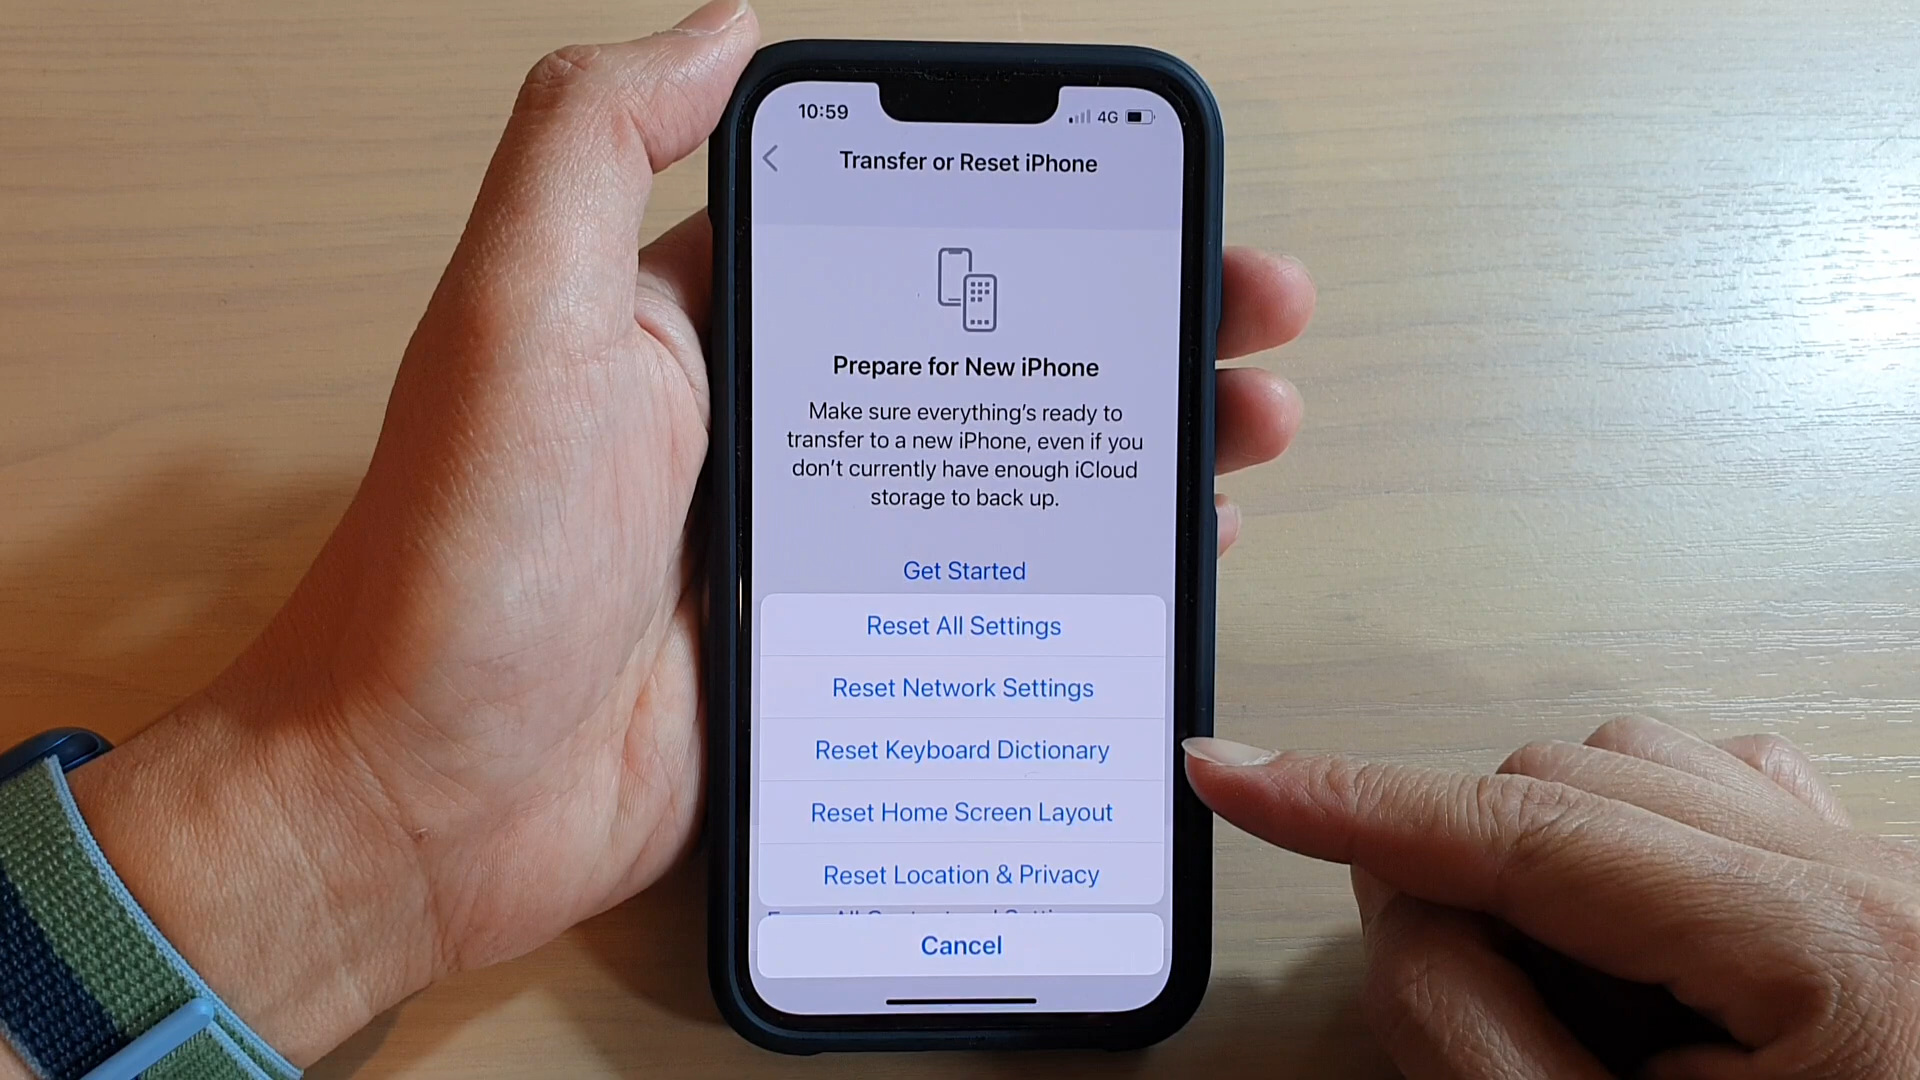 10:59
4G
Transfer or Reset iPhone
Prepare for New iPhone
Make sure everything's ready to
transfer to a new iPhone, even if you
don't currently have enough iCloud
storage to back up.
Get Started
Reset All Settings
Reset Network Settings
Reset Keyboard Dictionary
Reset Home Screen Layout
Reset Location & Privacy
Cancel